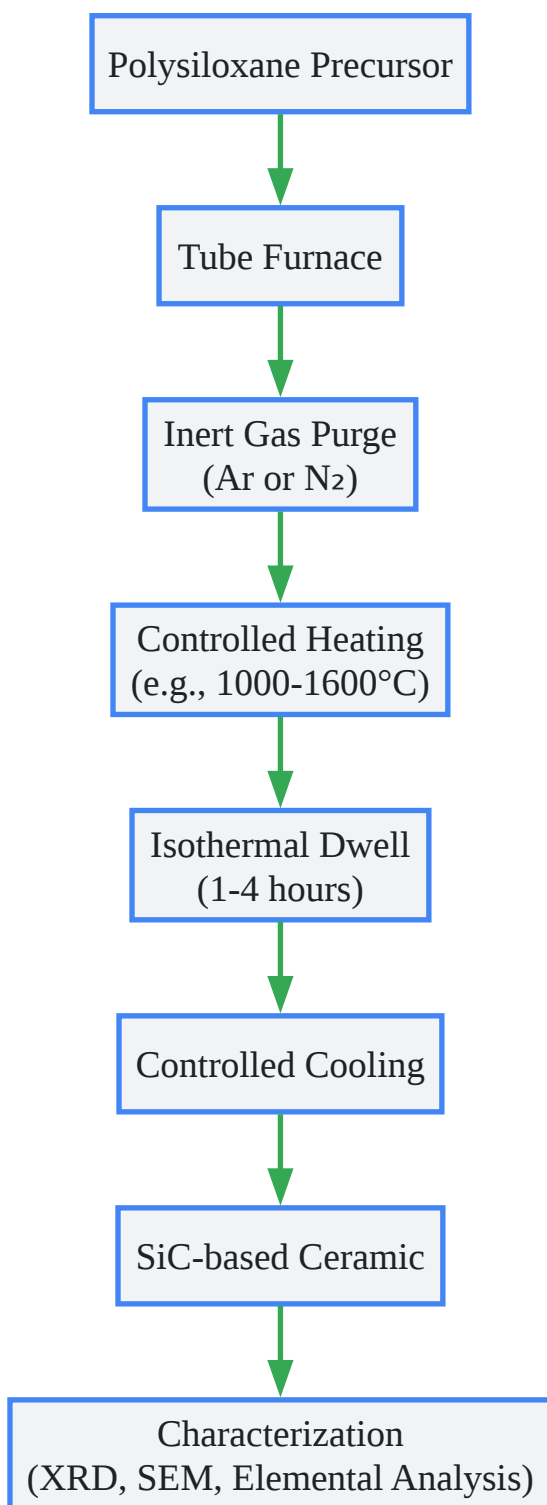 Polysiloxane Precursor
Tube Furnace
Inert Gas Purge
(Ar or N₂)
Controlled Heating
(e.g., 1000-1600°C)
Isothermal Dwell
(1-4 hours)
Controlled Cooling
SiC-based Ceramic
Characterization
(XRD, SEM, Elemental Analysis)